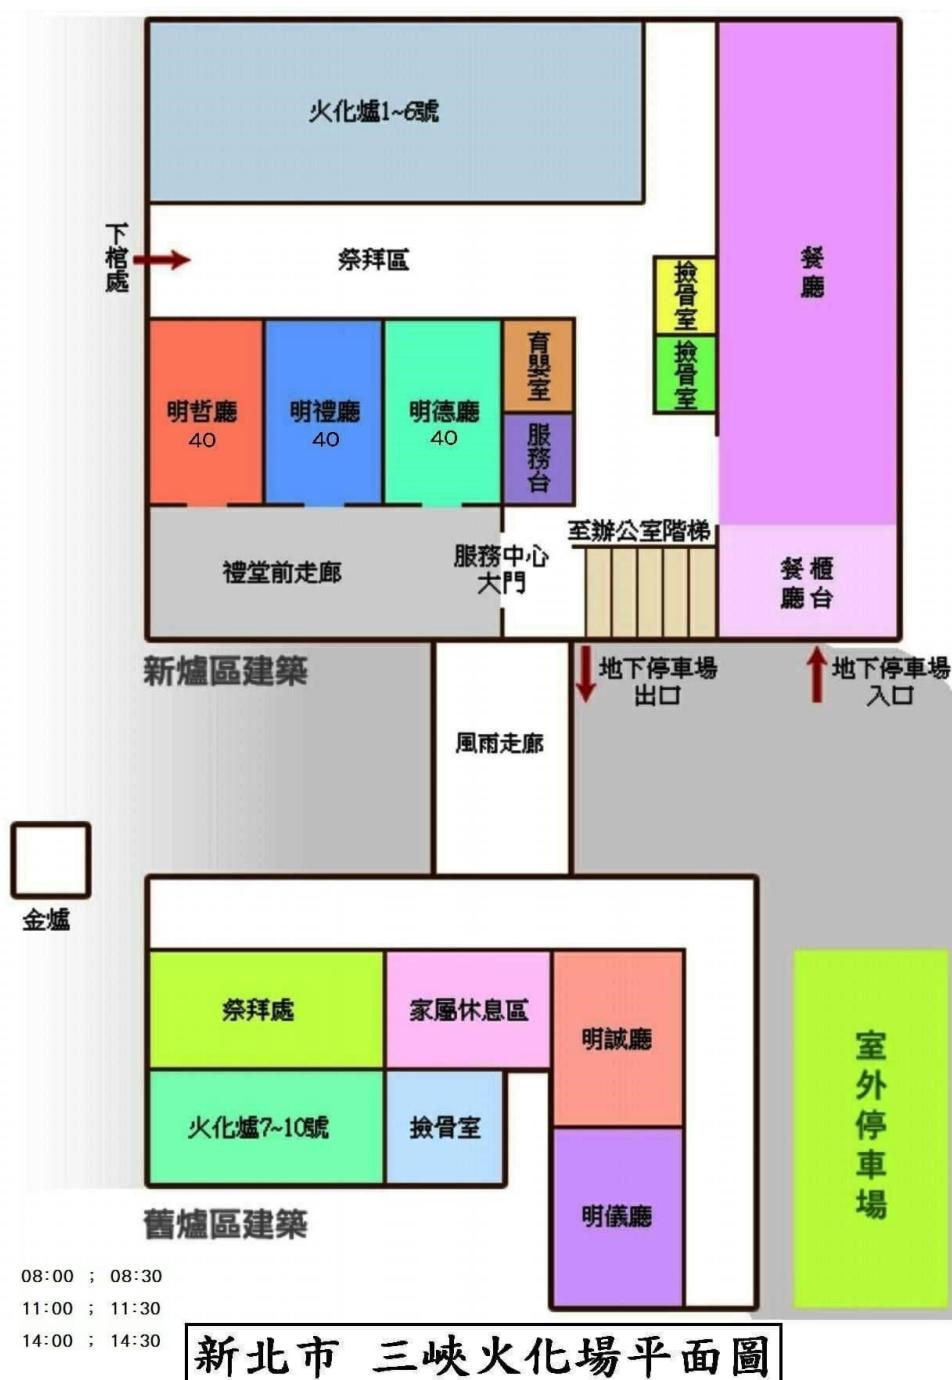 火化爐1~6號
下棺處
祭拜區
餐廳
撿骨室
撿骨室
育嬰室
明哲廳
40
明禮廳
40
明德廳
40
服務台
至辦公室階梯
禮堂前走廊
服務中心
大門
餐廳
櫃台
新爐區建築
地下停車場
出口
地下停車場
入口
風雨走廊
金爐
祭拜處
家屬休息區
明誠廳
火化爐7~10號
撿骨室
明儀廳
室外停車場
舊爐區建築
08:00 ; 08:30
11:00 ; 11:30
14:00 ; 14:30
新北市 三峽火化場平面圖